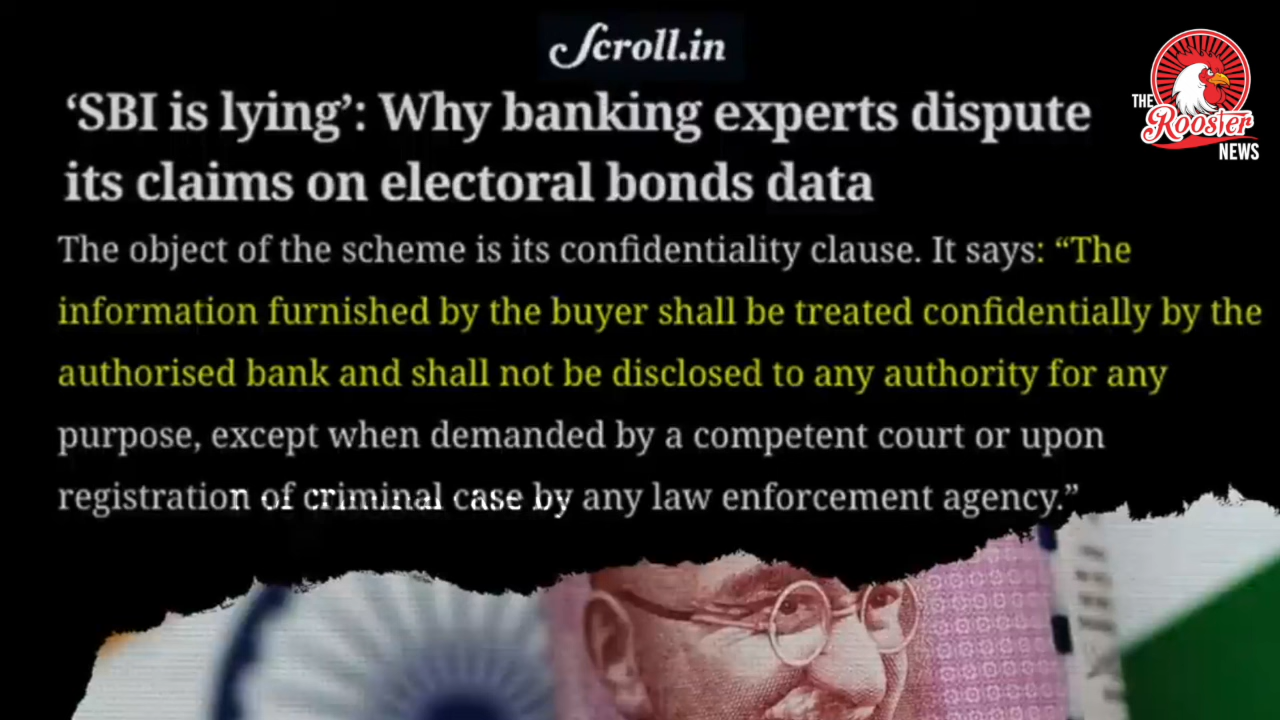 Scroll.in
THE
Rooster
NEWS
‘SBI is lying’: Why banking experts dispute
its claims on electoral bonds data
The object of the scheme is its confidentiality clause. It says: “The
information furnished by the buyer shall be treated confidentially by the
authorised bank and shall not be disclosed to any authority for any
purpose, except when demanded by a competent court or upon
registration of criminal case by any law enforcement agency.”